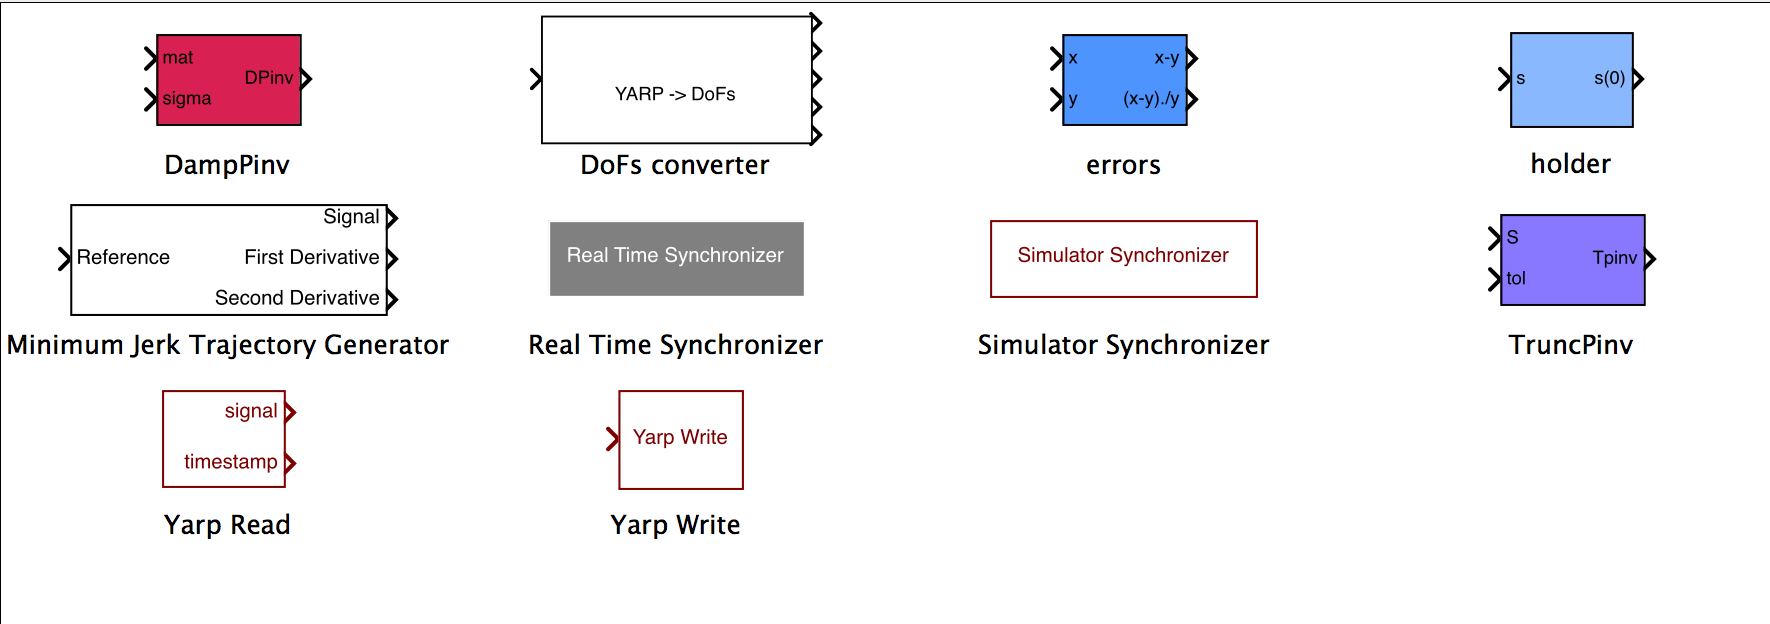 mat
sigma
DPinv
DampPinv
YARP -> DoFs
DoFs converter
x
y
x-y
(x-y)./y
errors
s
s(0)
holder
Reference
Signal
First Derivative
Second Derivative
Minimum Jerk Trajectory Generator
Real Time Synchronizer
Real Time Synchronizer
Simulator Synchronizer
Simulator Synchronizer
S
tol
Tpinv
TruncPinv
signal
timestamp
Yarp Read
Yarp Write
Yarp Write